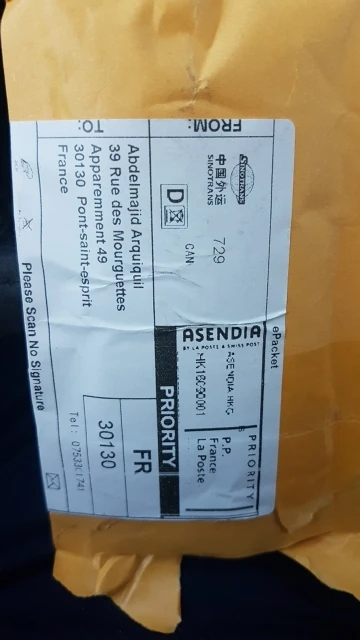 FROM:
SINOTRANS
中国外运
SINOTRANS
729
CAN
D
ePacket
ASENDIA
BY LA POSTE & SWISS POST
ASENDIA HKG
PRIORITY
P.P.
France
La Poste
PRIORITY
TO:
Abdelmajid Arquiquil
39 Rue des Mourguettes
Apparemment 49
30130 Pont-saint-esprit
France
FR
30130
Please Scan No Signature
Tel: